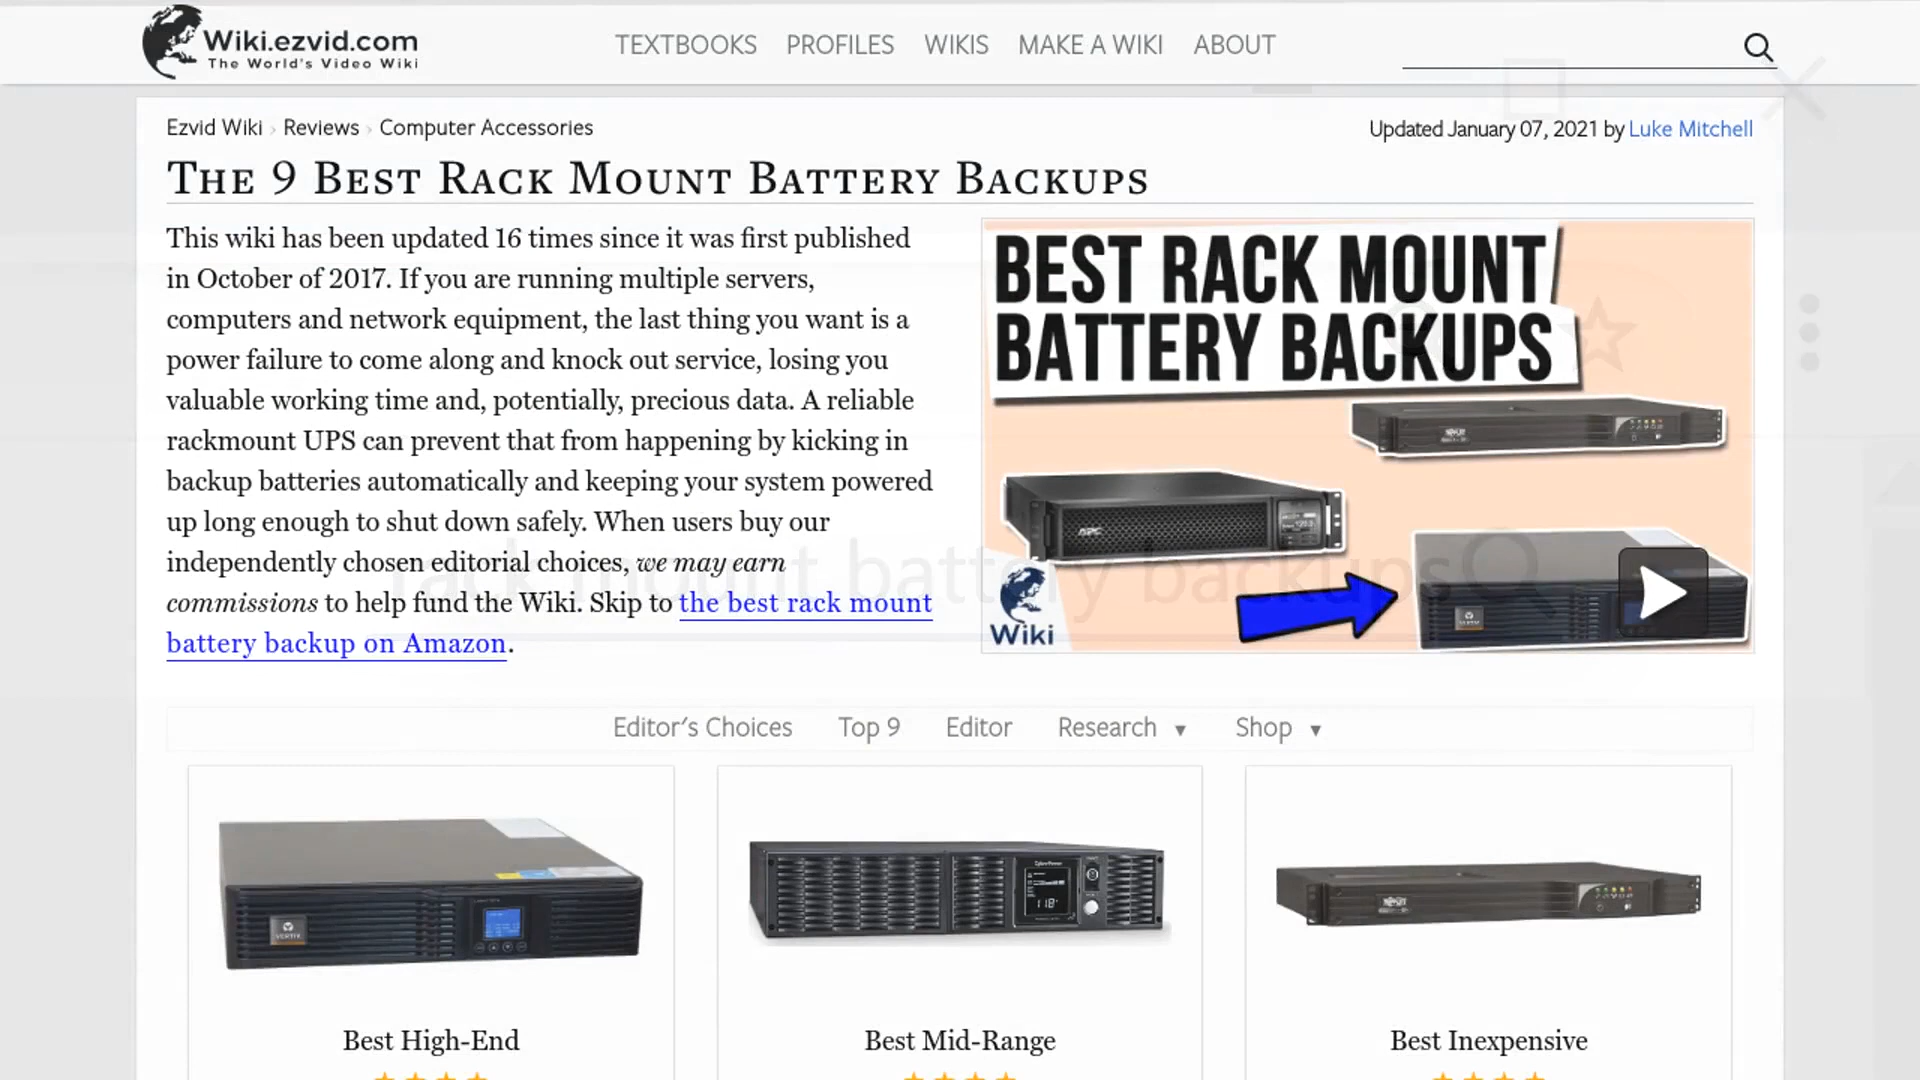 Wiki.ezvid.com
The World's Video Wiki
TEXTBOOKS PROFILES WIKIS MAKE A WIKI ABOUT
Ezvid Wiki › Reviews › Computer Accessories
Updated January 07, 2021 by Luke Mitchell
The 9 Best Rack Mount Battery Backups
This wiki has been updated 16 times since it was first published
in October of 2017. If you are running multiple servers,
computers and network equipment, the last thing you want is a
power failure to come along and knock out service, losing you
valuable working time and, potentially, precious data. A reliable
rackmount UPS can prevent that from happening by kicking in
backup batteries automatically and keeping your system powered
up long enough to shut down safely. When users buy our
independently chosen editorial choices, we may earn
commissions to help fund the Wiki. Skip to the best rack mount
battery backup on Amazon.
BEST RACK MOUNT
BATTERY BACKUPS
APC
Wiki
rack mount battery backups
Editor's Choices Top 9 Editor Research ▾ Shop ▾
VERTIV
CyberPower
118
Best High-End
Best Mid-Range
Best Inexpensive